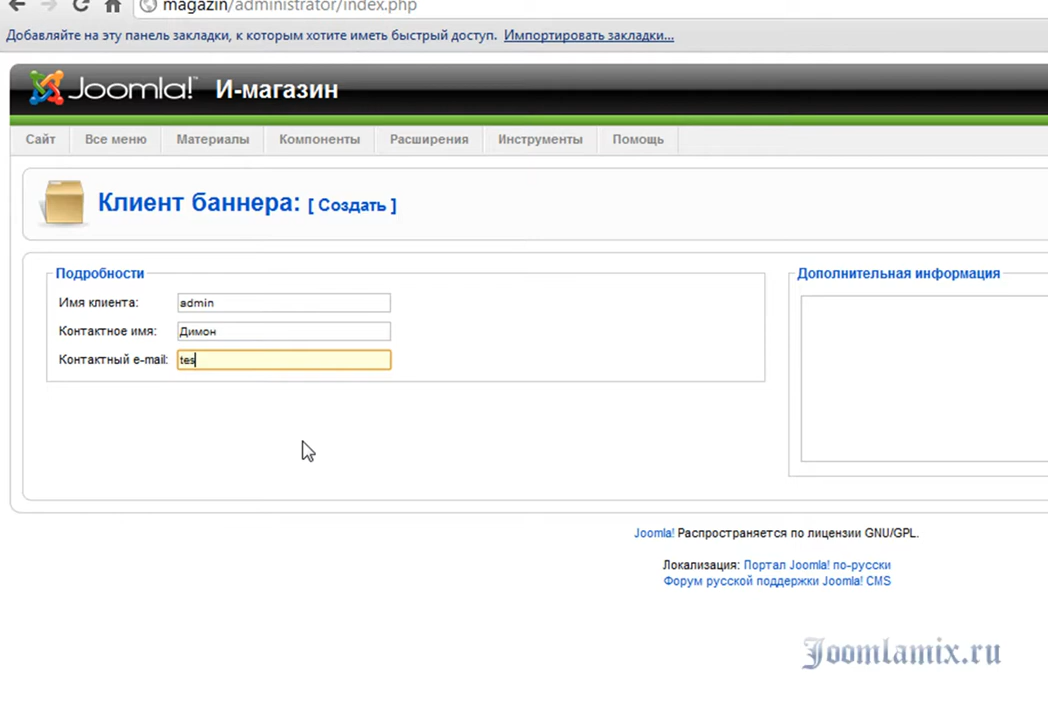 magazin/administrator/index.php
Добавляйте на эту панель закладки, к которым хотите иметь быстрый доступ. Импортировать закладки...
Joomla!™ И-магазин
Сайт Все меню Материалы Компоненты Расширения Инструменты Помощь
Клиент баннера: [ Создать ]
Подробности
Имя клиента: admin
Контактное имя: Димон
Контактный e-mail: tes
Дополнительная информация
Joomla! Распространяется по лицензии GNU/GPL.
Локализация: Портал Joomla! по-русски
Форум русской поддержки Joomla! CMS
Joomlamix.ru